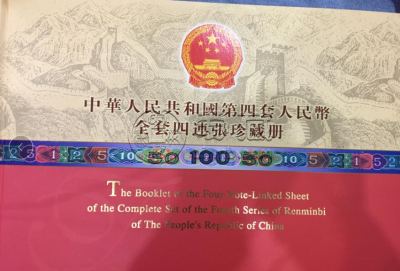 中華人民共和國第四套人民幣
全套四連張珍藏册
1 2 5 10 50 100 50 10 5 2 1 2
The Booklet of the Four Note-Linked Sheet
of the Complete Set of the Fourth Series of Renminbi
of The People's Republic of China